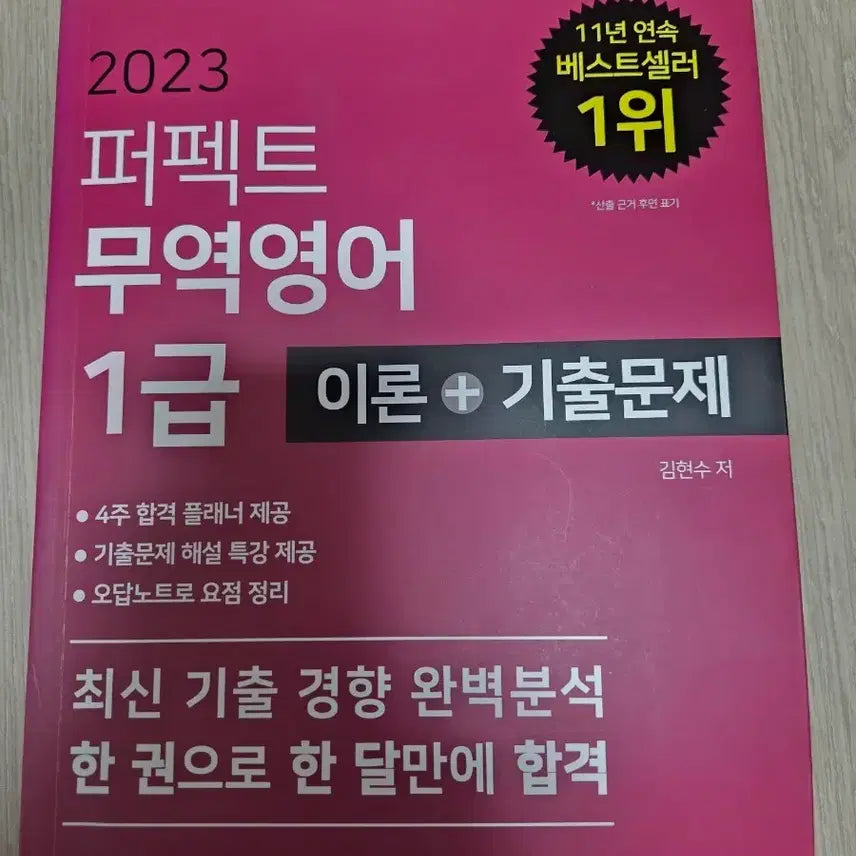 2023
퍼펙트
무역영어
1급
이론 + 기출문제
11년 연속
베스트셀러
1위
*산출 근거 후면 표기
김현수 저
• 4주 합격 플래너 제공
• 기출문제 해설 특강 제공
• 오답노트로 요점 정리
최신 기출 경향 완벽분석
한 권으로 한 달만에 합격